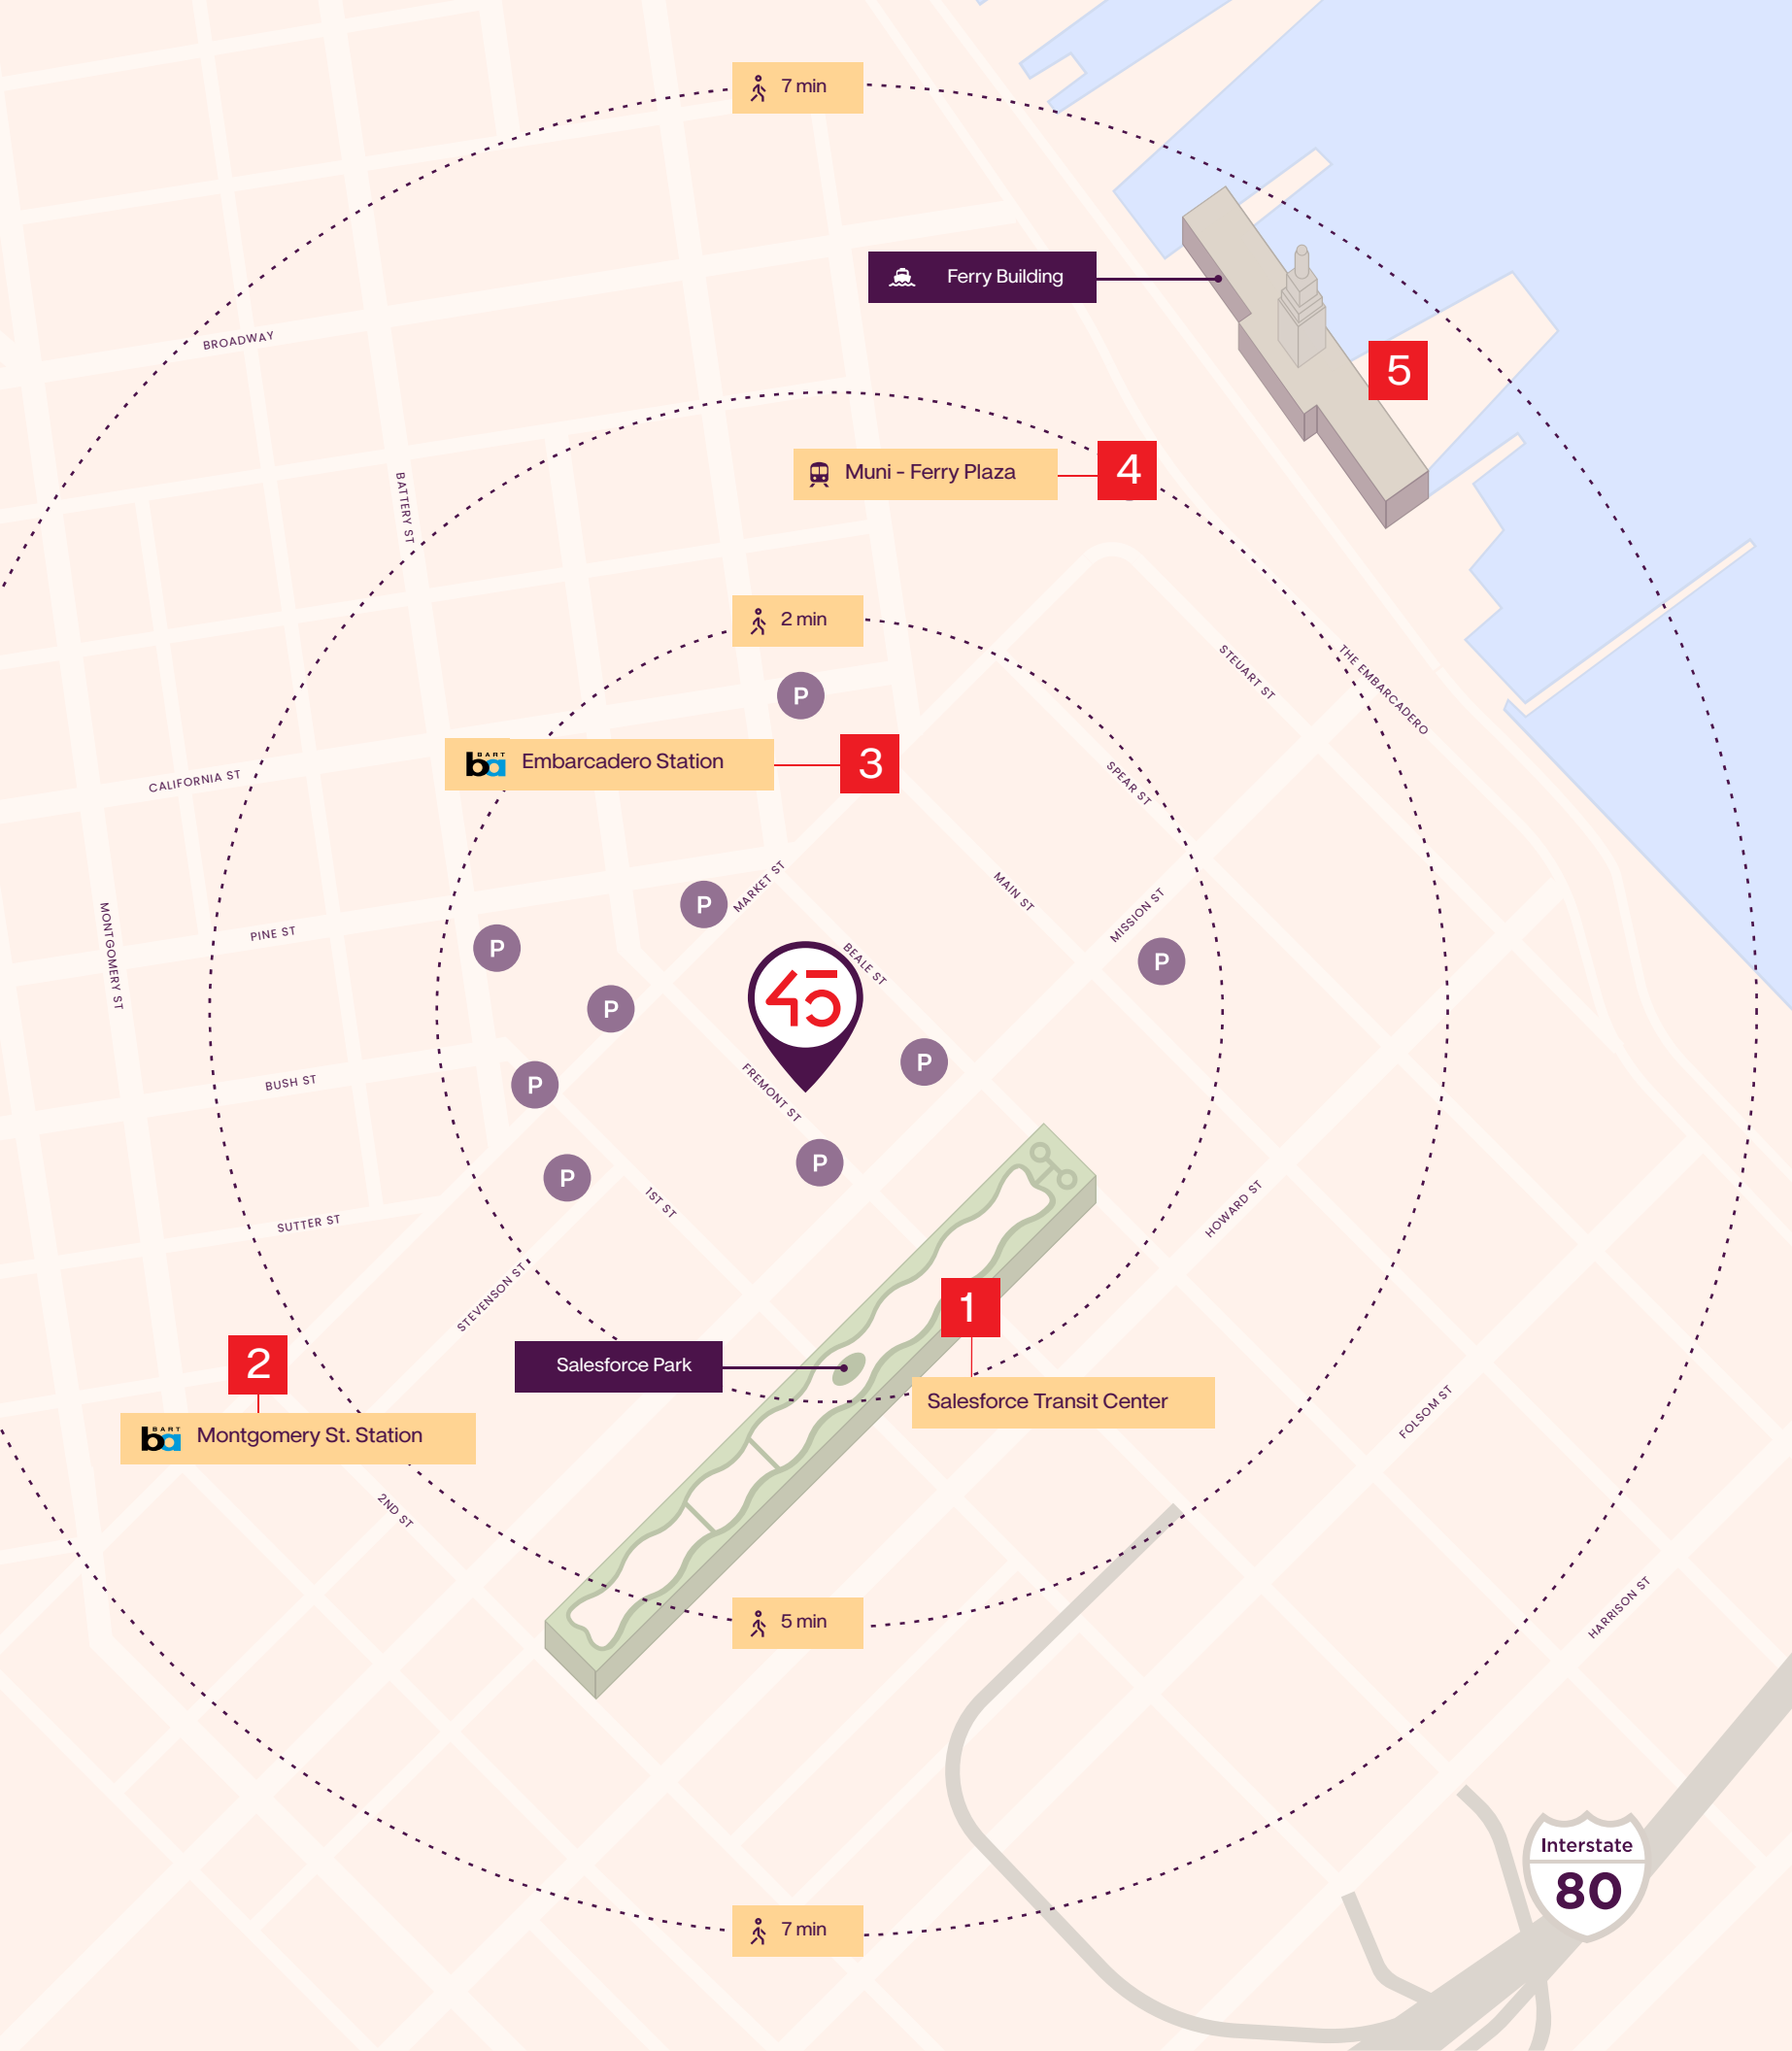 7 min
Ferry Building
BROADWAY
5
Muni - Ferry Plaza
4
BATTERY ST
2 min
P
STEUART ST
THE EMBARCADERO
BART
ba
Embarcadero Station
3
CALIFORNIA ST
SPEAR ST
MARKET ST
MAIN ST
P
MISSION ST
MONTGOMERY ST
PINE ST
P
BEALE ST
P
45
P
P
BUSH ST
P
FREMONT ST
P
P
1ST ST
HOWARD ST
SUTTER ST
STEVENSON ST
1
2
Salesforce Park
Salesforce Transit Center
BART
ba
Montgomery St. Station
FOLSOM ST
2ND ST
5 min
HARRISON ST
Interstate
80
7 min